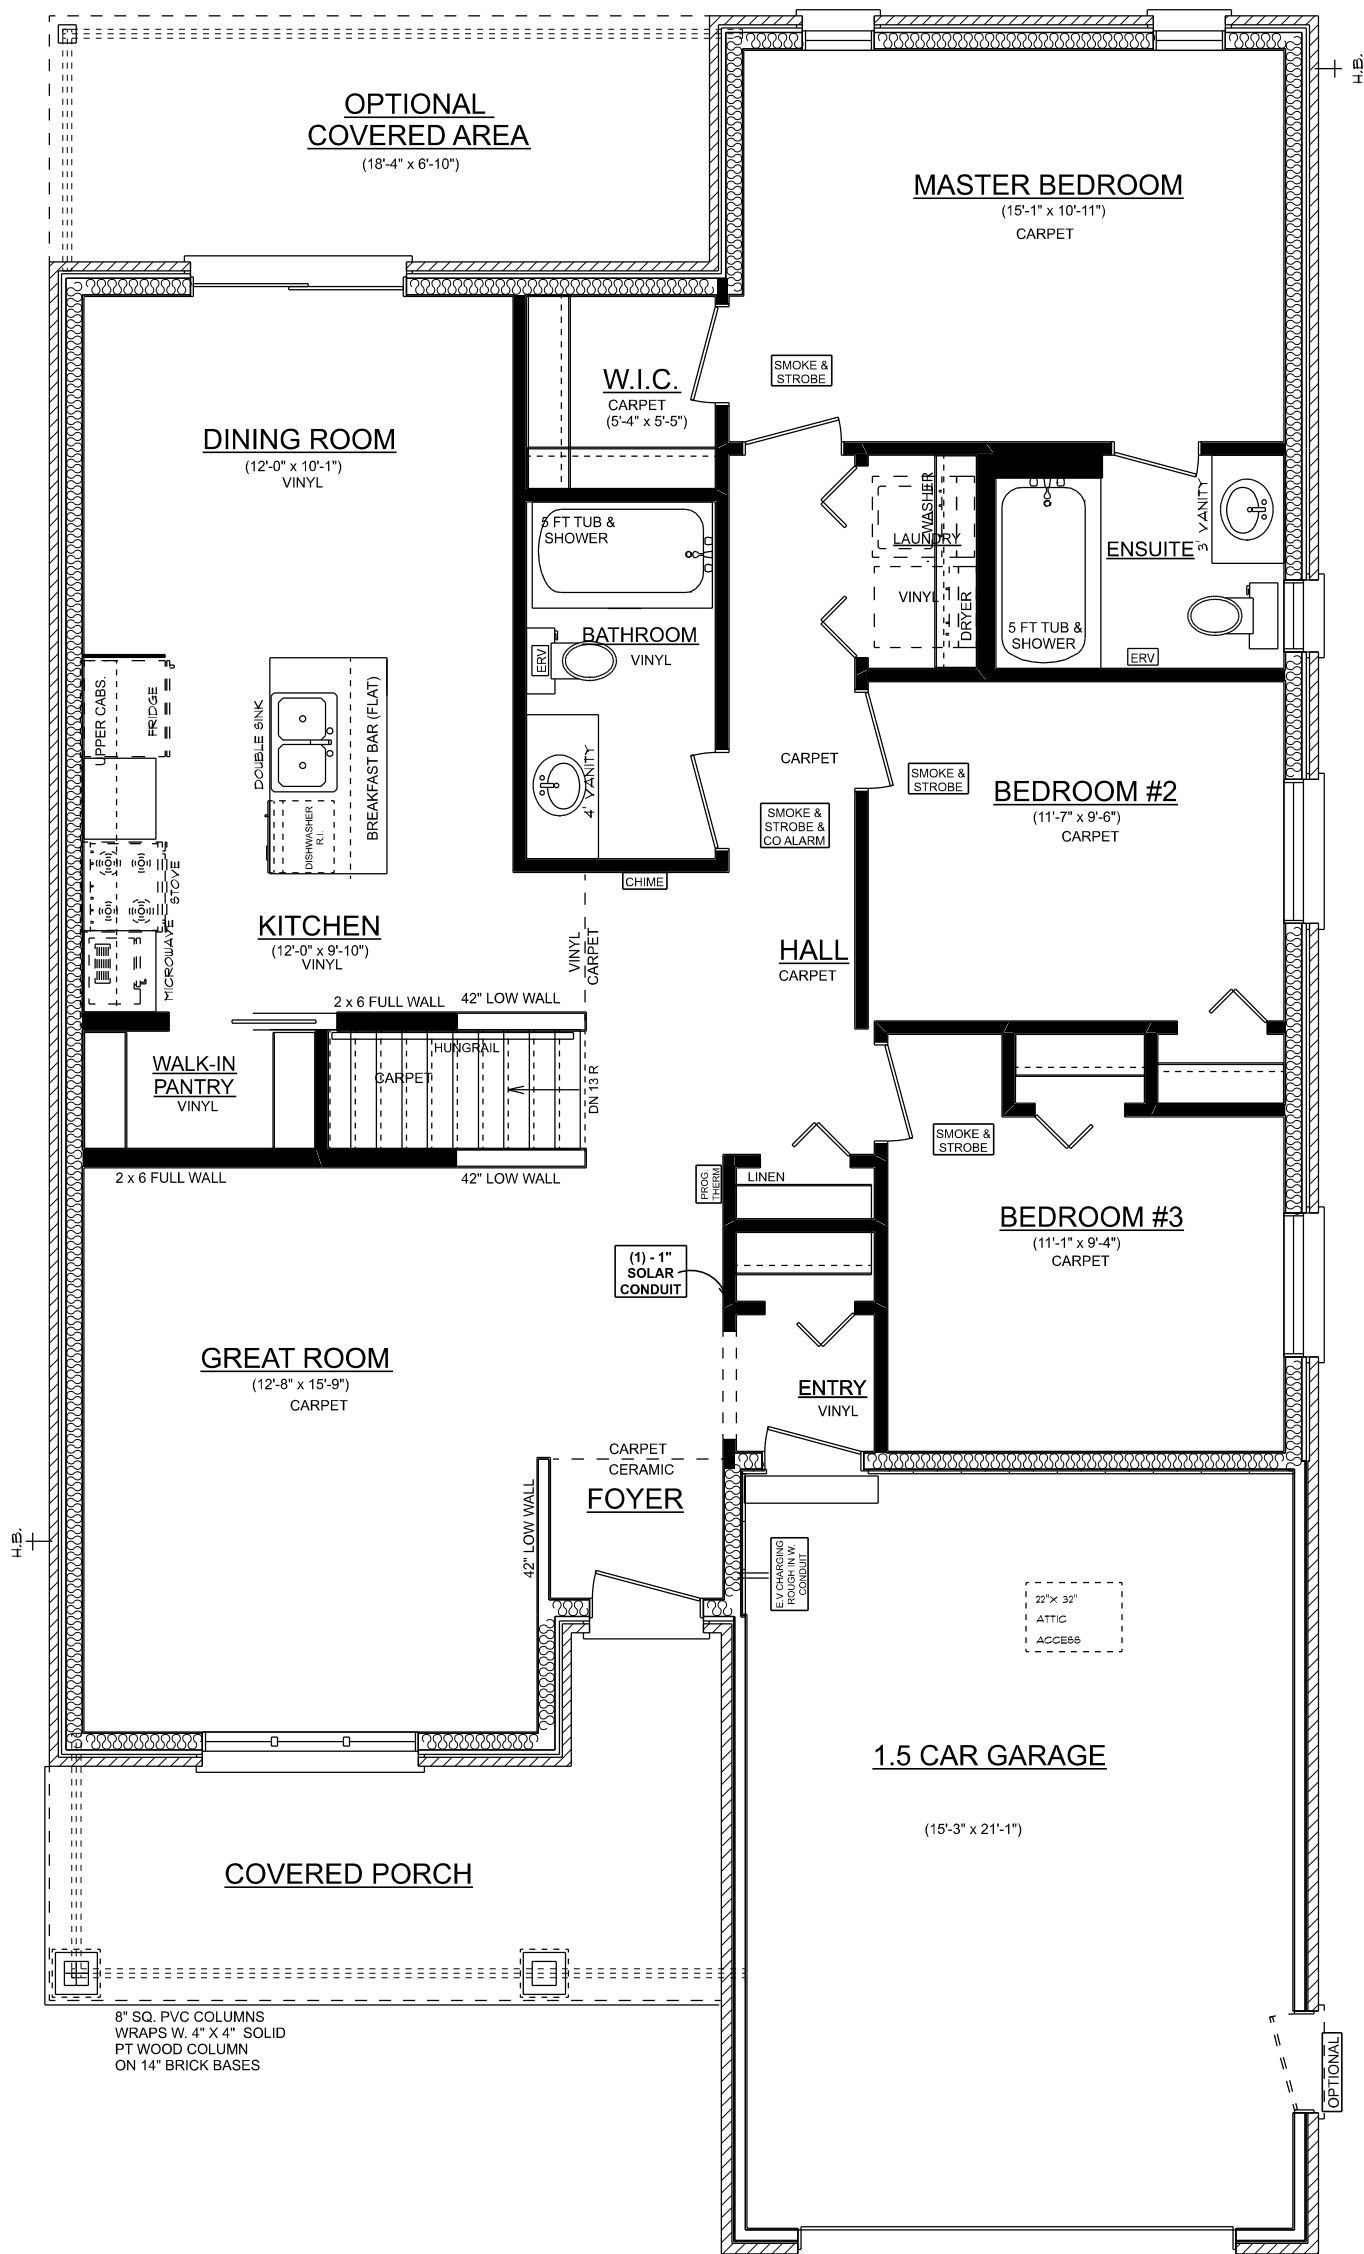 H.B.
OPTIONAL
COVERED AREA
(18'-4" x 6'-10")
MASTER BEDROOM
(15'-1" x 10'-11")
CARPET
SMOKE &
STROBE
W.I.C.
CARPET
(5'-4" x 5'-5")
DINING ROOM
(12'-0" x 10'-1")
VINYL
5 FT TUB &
SHOWER
WASHER
LAUNDRY
VINYL
DRYER
3' VANITY
ENSUITE
5 FT TUB &
SHOWER
ERV
BATHROOM
VINYL
ERV
4' VANITY
UPPER CABS.
FRIDGE
DOUBLE SINK
BREAKFAST BAR (FLAT)
DISHWASHER
R.I.
STOVE
MICROWAVE
CARPET
SMOKE &
STROBE
SMOKE &
STROBE &
CO ALARM
BEDROOM #2
(11'-7" x 9'-6")
CARPET
CHIME
KITCHEN
(12'-0" x 9'-10")
VINYL
VINYL
CARPET
HALL
CARPET
2 x 6 FULL WALL
42" LOW WALL
HUNGRAIL
CARPET
DN 13 R
WALK-IN
PANTRY
VINYL
2 x 6 FULL WALL
42" LOW WALL
SMOKE &
STROBE
PROG.
THERM
LINEN
BEDROOM #3
(11'-1" x 9'-4")
CARPET
(1) - 1"
SOLAR
CONDUIT
GREAT ROOM
(12'-8" x 15'-9")
CARPET
ENTRY
VINYL
CARPET
CERAMIC
FOYER
42" LOW WALL
H.B.
E.V CHARGING
ROUGH IN W.
CONDUIT
22"X 32"
ATTIC
ACCESS
1.5 CAR GARAGE
(15'-3" x 21'-1")
COVERED PORCH
8" SQ. PVC COLUMNS
WRAPS W. 4" X 4" SOLID
PT WOOD COLUMN
ON 14" BRICK BASES
OPTIONAL